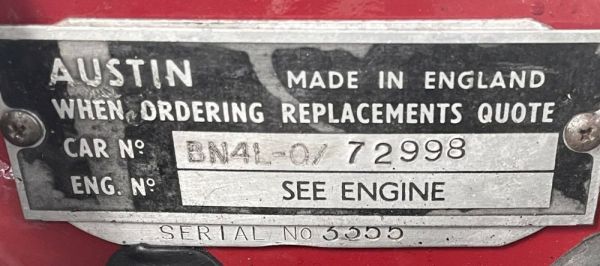 AUSTIN MADE IN ENGLAND
WHEN ORDERING REPLACEMENTS QUOTE
CAR Nº BN4L-O/ 72998
ENG. Nº SEE ENGINE
SERIAL NO 3355